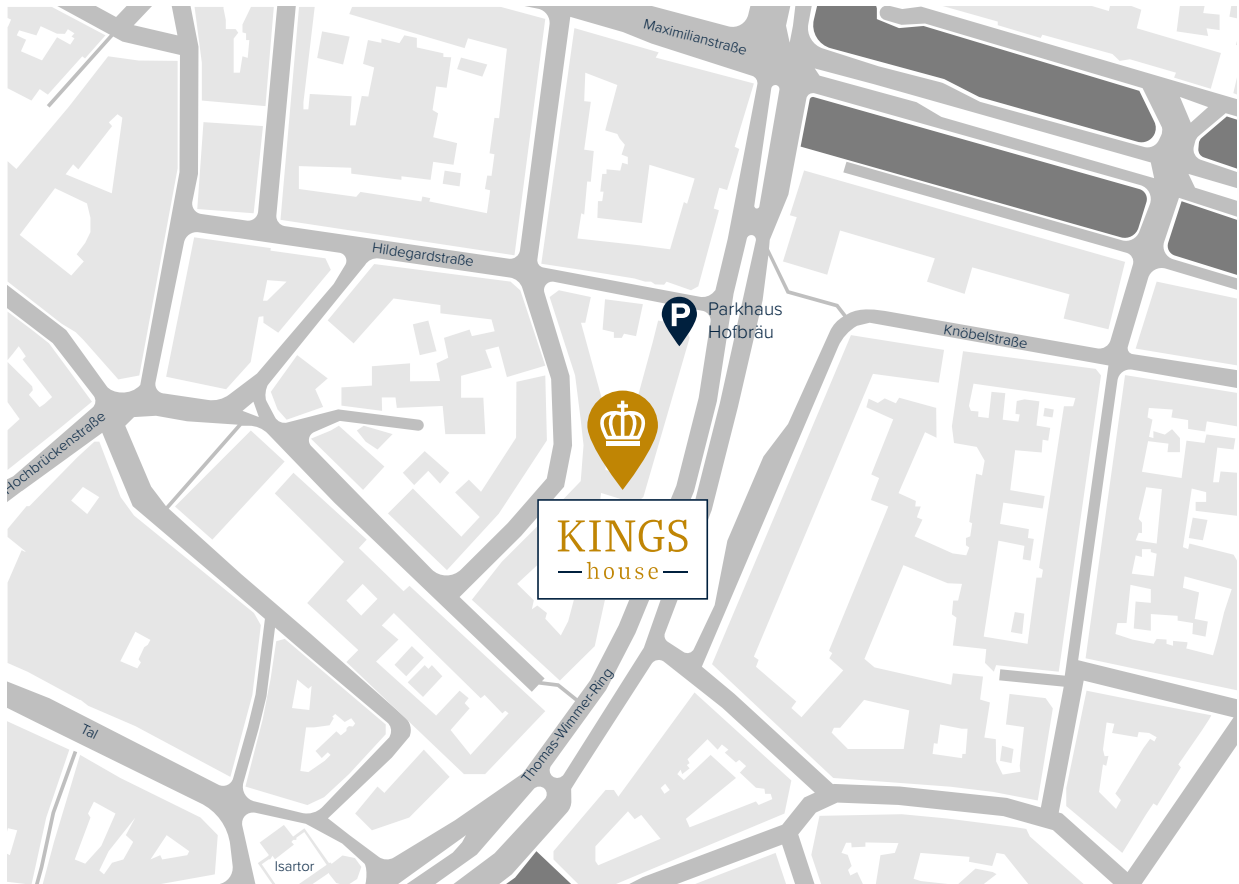 Maximilianstraße
Hildegardstraße
P
Parkhaus
Hofbräu
Knöbelstraße
Hochbrückenstraße
KINGS
house
Thomas-Wimmer-Ring
Tal
Isartor